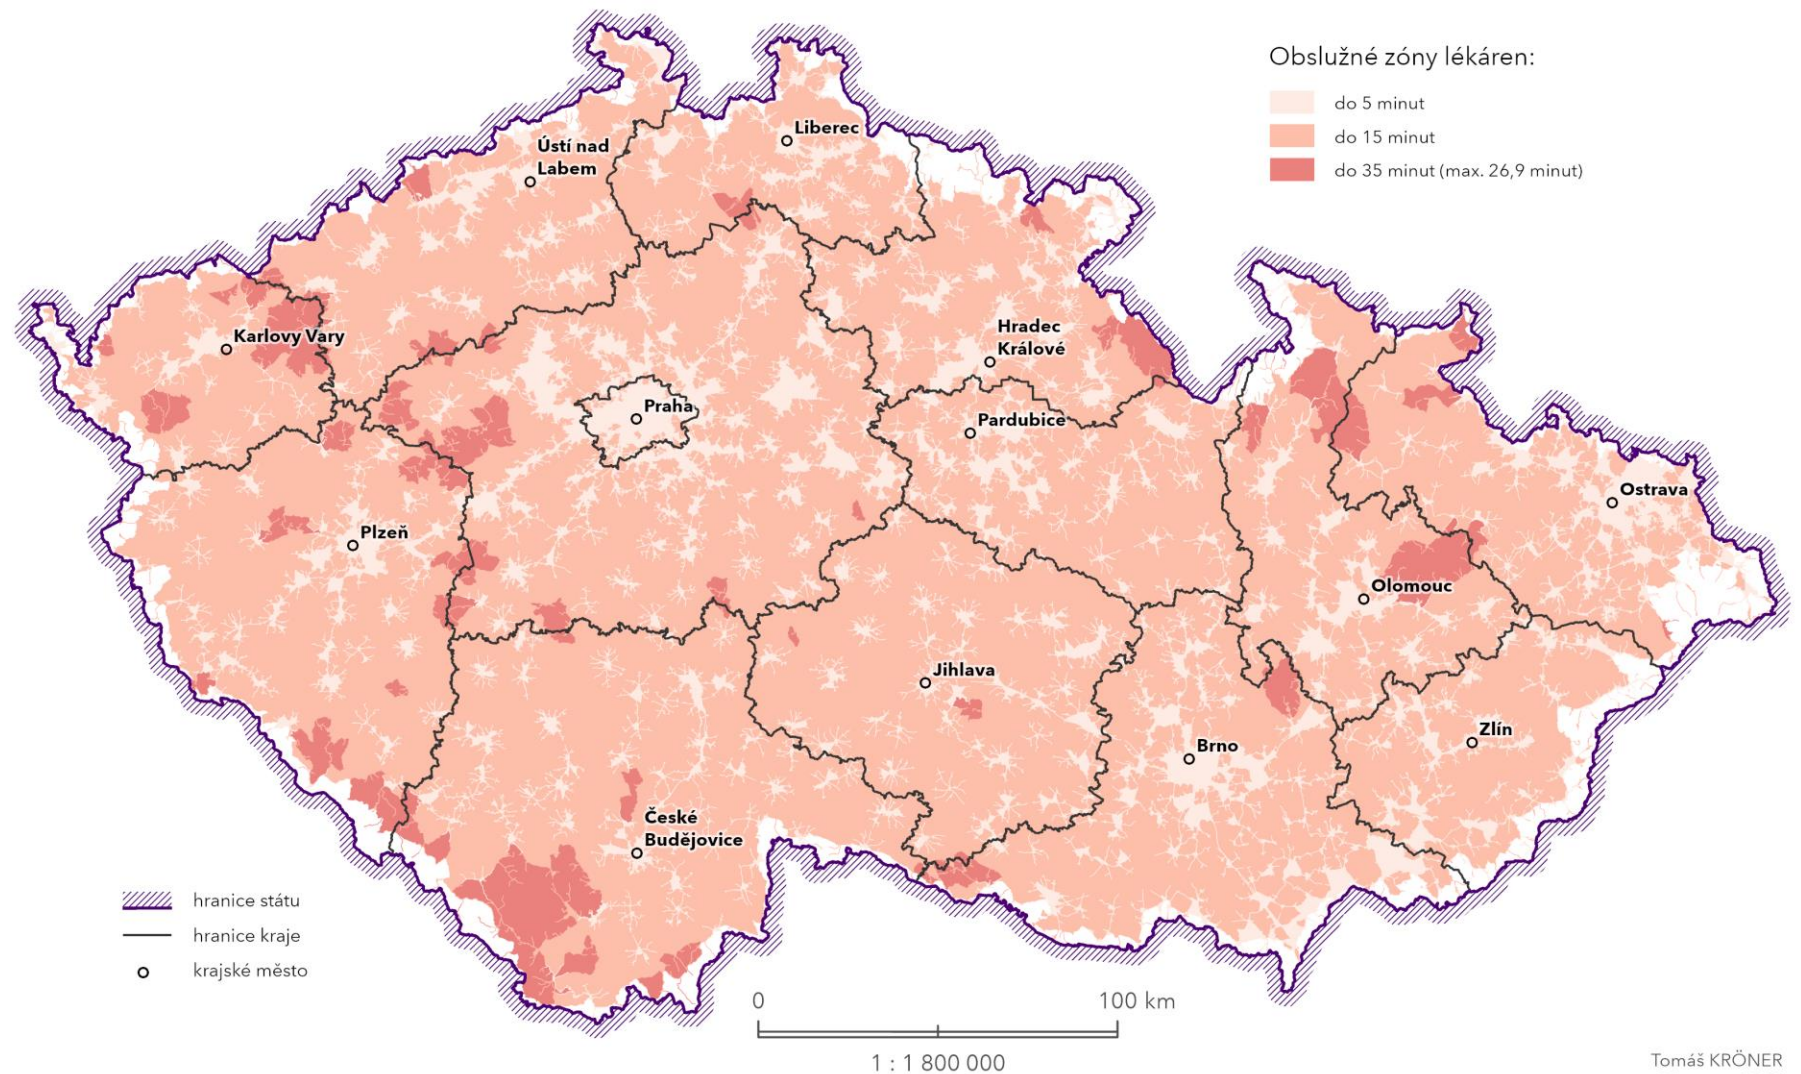 Obslužné zóny lékáren:
do 5 minut
do 15 minut
do 35 minut (max. 26,9 minut)
Liberec
Ústí nad
Labem
Karlovy Vary
Hradec
Králové
Praha
Pardubice
Ostrava
Plzeň
Olomouc
Jihlava
Zlín
Brno
České
Budějovice
hranice státu
hranice kraje
krajské město
0
100 km
1 : 1 800 000
Tomáš KRÖNER